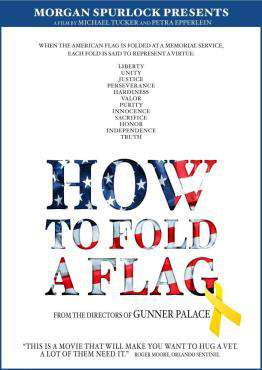 MORGAN SPURLOCK PRESENTS
A FILM BY MICHAEL TUCKER AND PETRA EPPERLEIN
WHEN THE AMERICAN FLAG IS FOLDED AT A MEMORIAL SERVICE,
EACH FOLD IS SAID TO REPRESENT A VIRTUE:
LIBERTY
UNITY
JUSTICE
PERSEVERANCE
HARDINESS
VALOR
PURITY
INNOCENCE
SACRIFICE
HONOR
INDEPENDENCE
TRUTH
HOW
TO FOLD
A FLAG
FROM THE DIRECTORS OF GUNNER PALACE
"THIS IS A MOVIE THAT WILL MAKE YOU WANT TO HUG A VET.
A LOT OF THEM NEED IT." ROGER MOORE, ORLANDO SENTINEL